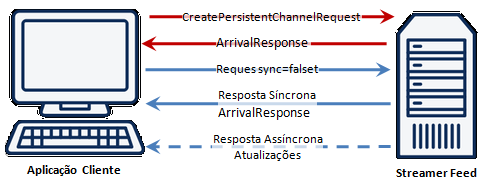 CreatePersistentChannelRequest
ArrivalResponse
Reques sync=falset
Resposta Síncrona
ArrivalResponse
Resposta Assíncrona
Atualizações
Aplicação Cliente
Streamer Feed